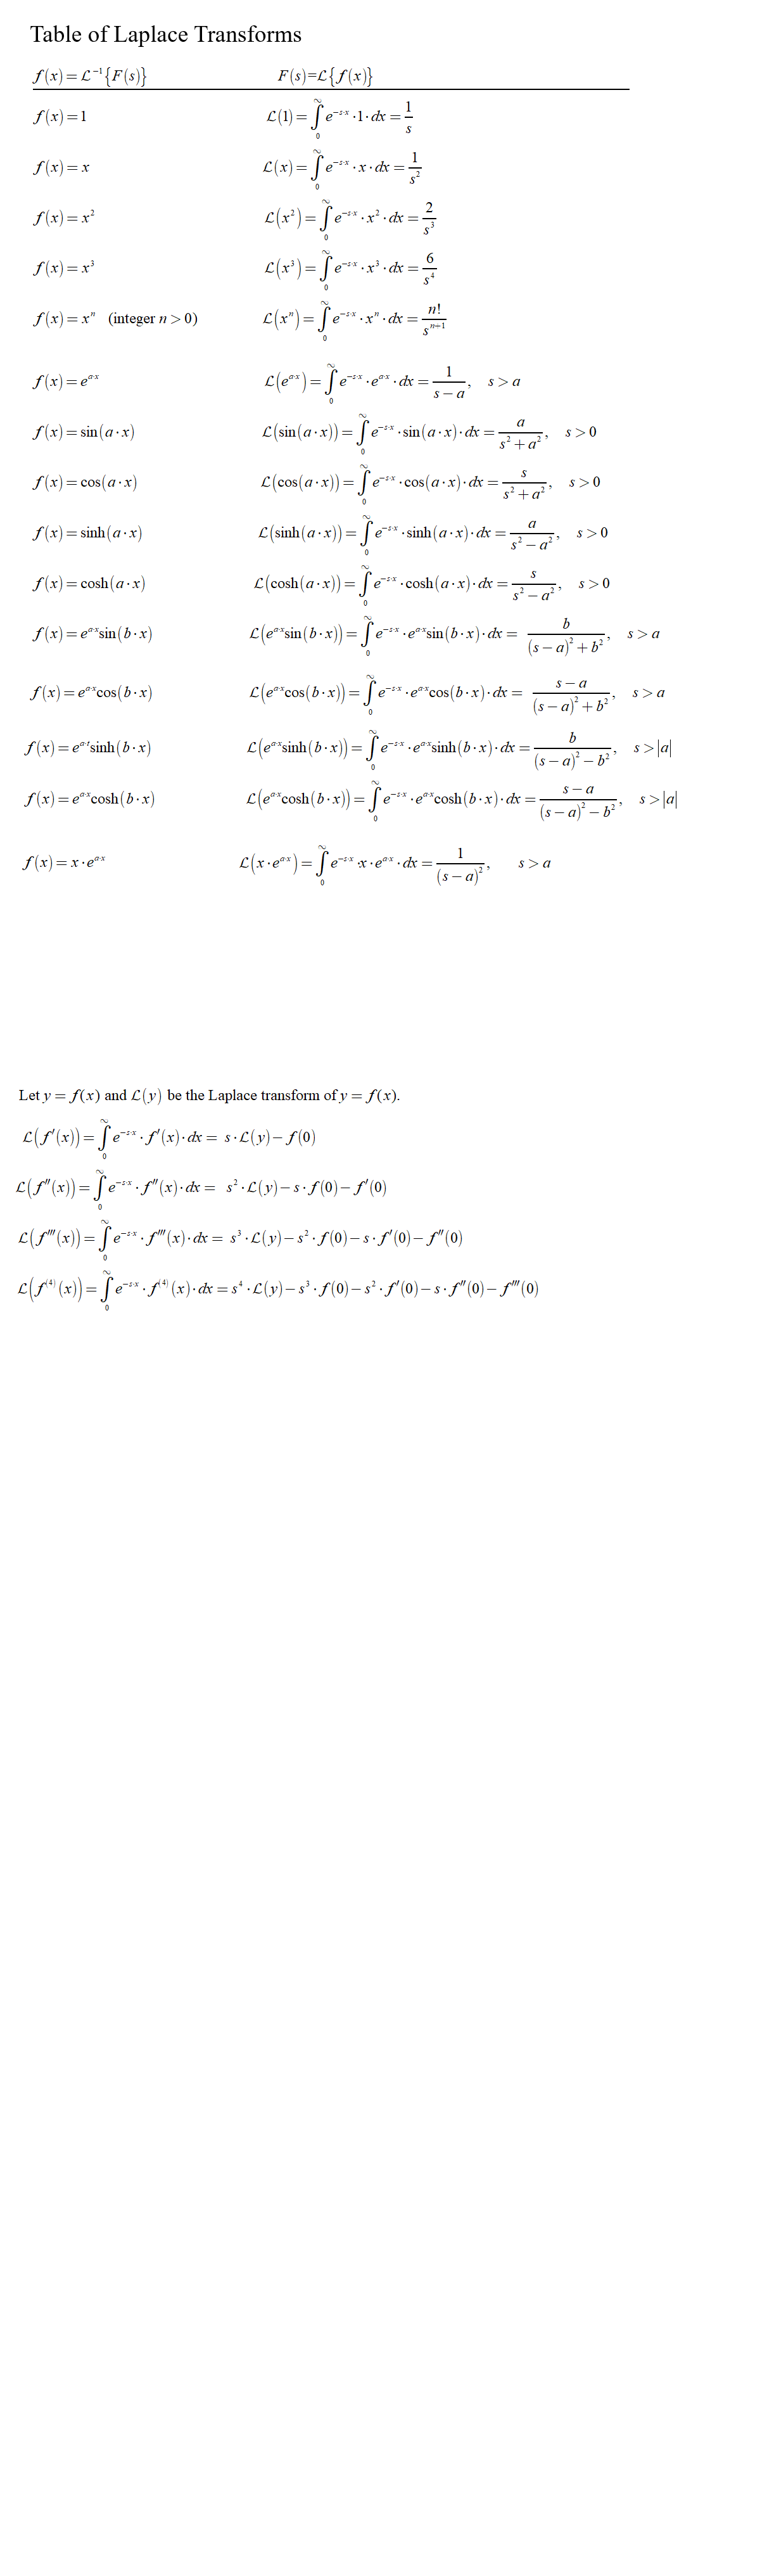 Table of Laplace Transforms
f(x) = ℒ⁻¹{F(s)} F(s)=ℒ{f(x)}
f(x) = 1 ℒ(1) = ∫₀^∞ e^(−s·x) · 1 · dx = 1/s
f(x) = x ℒ(x) = ∫₀^∞ e^(−s·x) · x · dx = 1/s²
f(x) = x² ℒ(x²) = ∫₀^∞ e^(−s·x) · x² · dx = 2/s³
f(x) = x³ ℒ(x³) = ∫₀^∞ e^(−s·x) · x³ · dx = 6/s⁴
f(x) = xⁿ (integer n > 0) ℒ(xⁿ) = ∫₀^∞ e^(−s·x) · xⁿ · dx = n!/s^(n+1)
f(x) = e^(a·x) ℒ(e^(a·x)) = ∫₀^∞ e^(−s·x) · e^(a·x) · dx = 1/(s − a), s > a
f(x) = sin(a · x) ℒ(sin(a · x)) = ∫₀^∞ e^(−s·x) · sin(a · x) · dx = a/(s² + a²), s > 0
f(x) = cos(a · x) ℒ(cos(a · x)) = ∫₀^∞ e^(−s·x) · cos(a · x) · dx = s/(s² + a²), s > 0
f(x) = sinh(a · x) ℒ(sinh(a · x)) = ∫₀^∞ e^(−s·x) · sinh(a · x) · dx = a/(s² − a²), s > 0
f(x) = cosh(a · x) ℒ(cosh(a · x)) = ∫₀^∞ e^(−s·x) · cosh(a · x) · dx = s/(s² − a²), s > 0
f(x) = e^(a·x) sin(b · x) ℒ(e^(a·x) sin(b · x)) = ∫₀^∞ e^(−s·x) · e^(a·x) sin(b · x) · dx = b/((s − a)² + b²), s > a
f(x) = e^(a·x) cos(b · x) ℒ(e^(a·x) cos(b · x)) = ∫₀^∞ e^(−s·x) · e^(a·x) cos(b · x) · dx = (s − a)/((s − a)² + b²), s > a
f(x) = e^(a·t) sinh(b · x) ℒ(e^(a·x) sinh(b · x)) = ∫₀^∞ e^(−s·x) · e^(a·x) sinh(b · x) · dx = b/((s − a)² − b²), s > |a|
f(x) = e^(a·x) cosh(b · x) ℒ(e^(a·x) cosh(b · x)) = ∫₀^∞ e^(−s·x) · e^(a·x) cosh(b · x) · dx = (s − a)/((s − a)² − b²), s > |a|
f(x) = x · e^(a·x) ℒ(x · e^(a·x)) = ∫₀^∞ e^(−s·x) · x · e^(a·x) · dx = 1/(s − a)², s > a
Let y = f(x) and ℒ(y) be the Laplace transform of y = f(x).
ℒ(f′(x)) = ∫₀^∞ e^(−s·x) · f′(x) · dx = s · ℒ(y) − f(0)
ℒ(f″(x)) = ∫₀^∞ e^(−s·x) · f″(x) · dx = s² · ℒ(y) − s · f(0) − f′(0)
ℒ(f‴(x)) = ∫₀^∞ e^(−s·x) · f‴(x) · dx = s³ · ℒ(y) − s² · f(0) − s · f′(0) − f″(0)
ℒ(f⁽⁴⁾(x)) = ∫₀^∞ e^(−s·x) · f⁽⁴⁾(x) · dx = s⁴ · ℒ(y) − s³ · f(0) − s² · f′(0) − s · f″(0) − f‴(0)